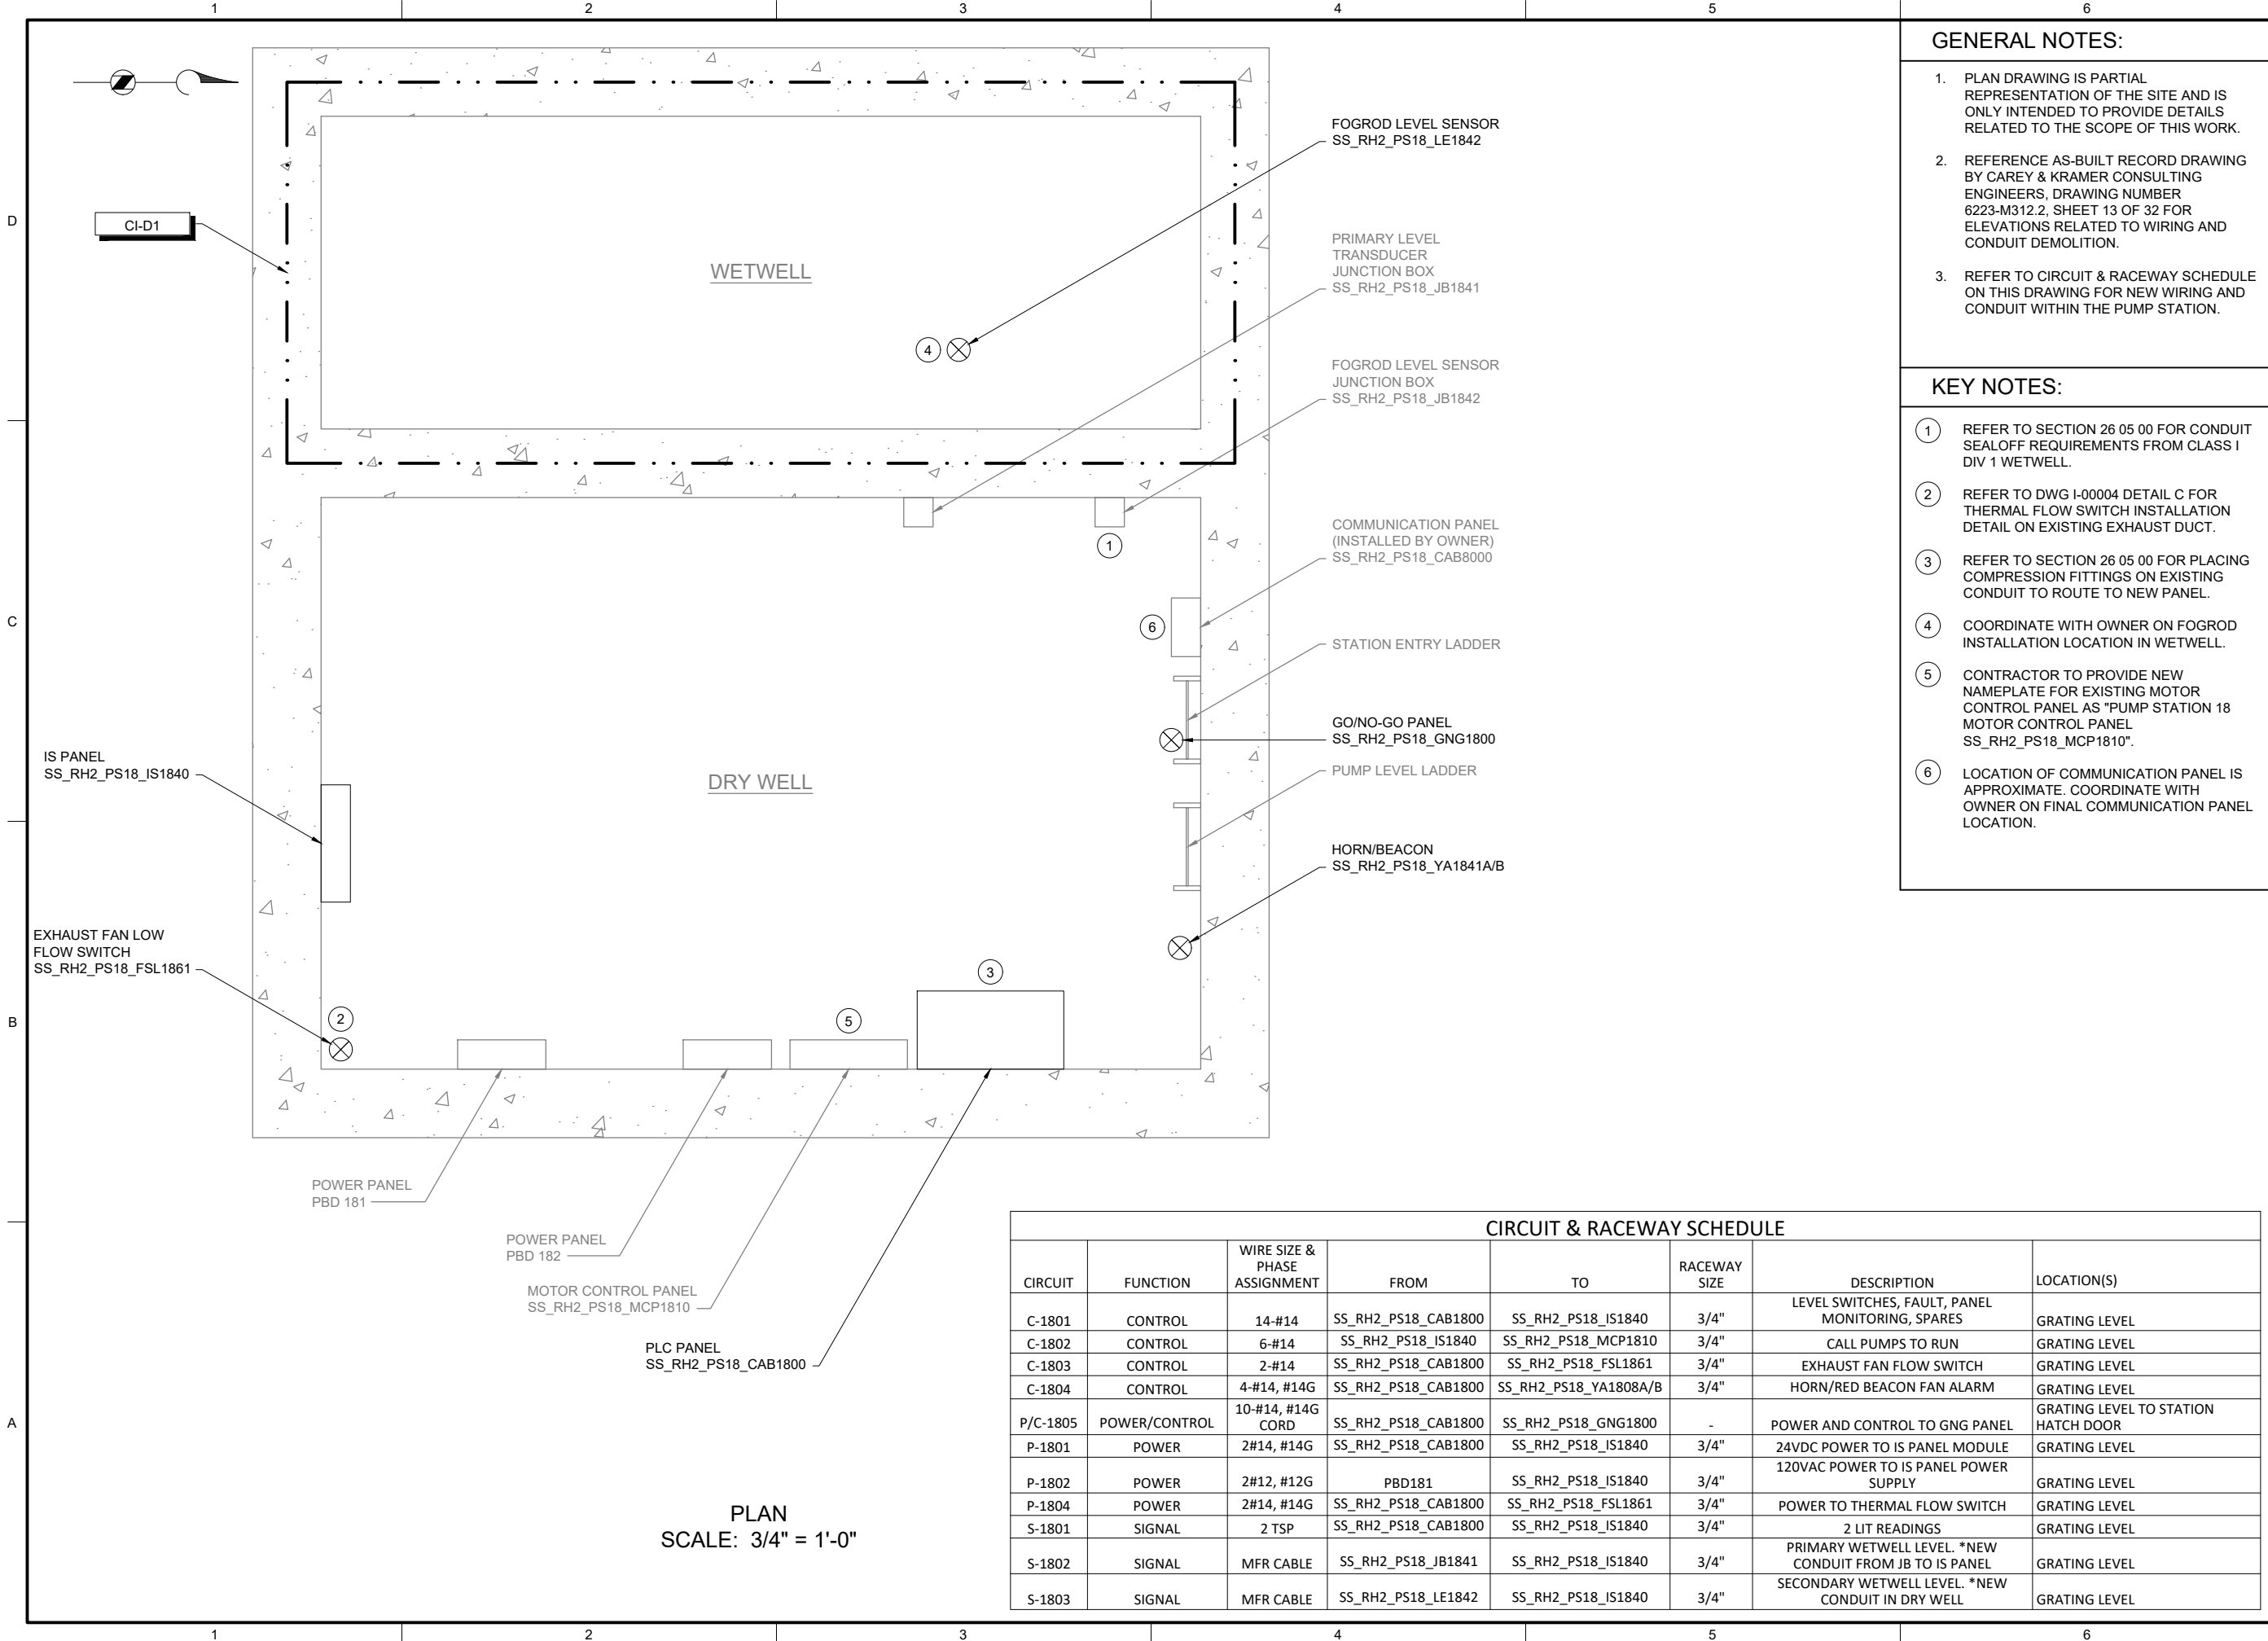 1 2 3 4 5 6
D
C
B
A
CI-D1
WETWELL
4
FOGROD LEVEL SENSOR
SS_RH2_PS18_LE1842
PRIMARY LEVEL
TRANSDUCER
JUNCTION BOX
SS_RH2_PS18_JB1841
FOGROD LEVEL SENSOR
JUNCTION BOX
SS_RH2_PS18_JB1842
1
COMMUNICATION PANEL
(INSTALLED BY OWNER)
SS_RH2_PS18_CAB8000
6
STATION ENTRY LADDER
GO/NO-GO PANEL
SS_RH2_PS18_GNG1800
PUMP LEVEL LADDER
IS PANEL
SS_RH2_PS18_IS1840
DRY WELL
HORN/BEACON
SS_RH2_PS18_YA1841A/B
EXHAUST FAN LOW
FLOW SWITCH
SS_RH2_PS18_FSL1861
2
5
3
POWER PANEL
PBD 181
POWER PANEL
PBD 182
MOTOR CONTROL PANEL
SS_RH2_PS18_MCP1810
PLC PANEL
SS_RH2_PS18_CAB1800
PLAN
SCALE: 3/4" = 1'-0"
GENERAL NOTES:
1. PLAN DRAWING IS PARTIAL
REPRESENTATION OF THE SITE AND IS
ONLY INTENDED TO PROVIDE DETAILS
RELATED TO THE SCOPE OF THIS WORK.
2. REFERENCE AS-BUILT RECORD DRAWING
BY CAREY & KRAMER CONSULTING
ENGINEERS, DRAWING NUMBER
6223-M312.2, SHEET 13 OF 32 FOR
ELEVATIONS RELATED TO WIRING AND
CONDUIT DEMOLITION.
3. REFER TO CIRCUIT & RACEWAY SCHEDULE
ON THIS DRAWING FOR NEW WIRING AND
CONDUIT WITHIN THE PUMP STATION.
KEY NOTES:
1 REFER TO SECTION 26 05 00 FOR CONDUIT
SEALOFF REQUIREMENTS FROM CLASS I
DIV 1 WETWELL.
2 REFER TO DWG I-00004 DETAIL C FOR
THERMAL FLOW SWITCH INSTALLATION
DETAIL ON EXISTING EXHAUST DUCT.
3 REFER TO SECTION 26 05 00 FOR PLACING
COMPRESSION FITTINGS ON EXISTING
CONDUIT TO ROUTE TO NEW PANEL.
4 COORDINATE WITH OWNER ON FOGROD
INSTALLATION LOCATION IN WETWELL.
5 CONTRACTOR TO PROVIDE NEW
NAMEPLATE FOR EXISTING MOTOR
CONTROL PANEL AS "PUMP STATION 18
MOTOR CONTROL PANEL
SS_RH2_PS18_MCP1810".
6 LOCATION OF COMMUNICATION PANEL IS
APPROXIMATE. COORDINATE WITH
OWNER ON FINAL COMMUNICATION PANEL
LOCATION.
CIRCUIT & RACEWAY SCHEDULE
CIRCUIT FUNCTION WIRE SIZE & PHASE ASSIGNMENT FROM TO RACEWAY SIZE DESCRIPTION LOCATION(S)
C-1801 CONTROL 14-#14 SS_RH2_PS18_CAB1800 SS_RH2_PS18_IS1840 3/4" LEVEL SWITCHES, FAULT, PANEL MONITORING, SPARES GRATING LEVEL
C-1802 CONTROL 6-#14 SS_RH2_PS18_IS1840 SS_RH2_PS18_MCP1810 3/4" CALL PUMPS TO RUN GRATING LEVEL
C-1803 CONTROL 2-#14 SS_RH2_PS18_CAB1800 SS_RH2_PS18_FSL1861 3/4" EXHAUST FAN FLOW SWITCH GRATING LEVEL
C-1804 CONTROL 4-#14, #14G SS_RH2_PS18_CAB1800 SS_RH2_PS18_YA1808A/B 3/4" HORN/RED BEACON FAN ALARM GRATING LEVEL
P/C-1805 POWER/CONTROL 10-#14, #14G CORD SS_RH2_PS18_CAB1800 SS_RH2_PS18_GNG1800 - POWER AND CONTROL TO GNG PANEL GRATING LEVEL TO STATION HATCH DOOR
P-1801 POWER 2#14, #14G SS_RH2_PS18_CAB1800 SS_RH2_PS18_IS1840 3/4" 24VDC POWER TO IS PANEL MODULE GRATING LEVEL
P-1802 POWER 2#12, #12G PBD181 SS_RH2_PS18_IS1840 3/4" 120VAC POWER TO IS PANEL POWER SUPPLY GRATING LEVEL
P-1804 POWER 2#14, #14G SS_RH2_PS18_CAB1800 SS_RH2_PS18_FSL1861 3/4" POWER TO THERMAL FLOW SWITCH GRATING LEVEL
S-1801 SIGNAL 2 TSP SS_RH2_PS18_CAB1800 SS_RH2_PS18_IS1840 3/4" 2 LIT READINGS GRATING LEVEL
S-1802 SIGNAL MFR CABLE SS_RH2_PS18_JB1841 SS_RH2_PS18_IS1840 3/4" PRIMARY WETWELL LEVEL. *NEW CONDUIT FROM JB TO IS PANEL GRATING LEVEL
S-1803 SIGNAL MFR CABLE SS_RH2_PS18_LE1842 SS_RH2_PS18_IS1840 3/4" SECONDARY WETWELL LEVEL. *NEW CONDUIT IN DRY WELL GRATING LEVEL
1 2 3 4 5 6